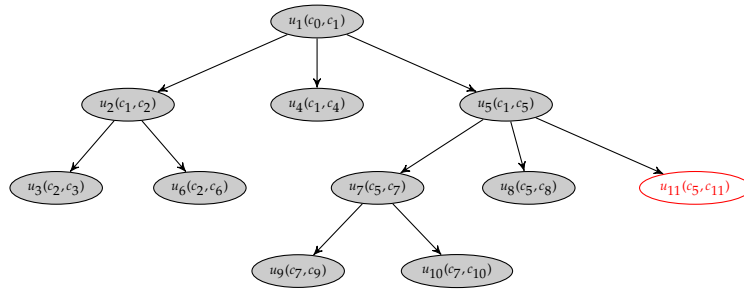 u₁(c₀, c₁)
u₂(c₁, c₂) u₄(c₁, c₄) u₅(c₁, c₅)
u₃(c₂, c₃) u₆(c₂, c₆) u₇(c₅, c₇) u₈(c₅, c₈) u₁₁(c₅, c₁₁)
u₉(c₇, c₉) u₁₀(c₇, c₁₀)